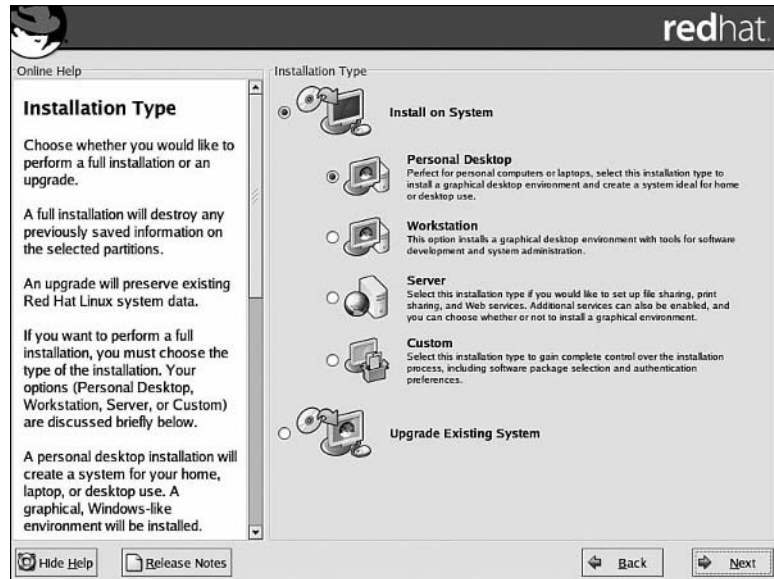 redhat.
Online Help
Installation Type
Choose whether you would like to
perform a full installation or an
upgrade.
A full installation will destroy any
previously saved information on
the selected partitions.
An upgrade will preserve existing
Red Hat Linux system data.
If you want to perform a full
installation, you must choose the
type of the installation. Your
options (Personal Desktop,
Workstation, Server, or Custom)
are discussed briefly below.
A personal desktop installation will
create a system for your home,
laptop, or desktop use. A
graphical, Windows-like
environment will be installed.
Installation Type
Install on System
Personal Desktop
Perfect for personal computers or laptops, select this installation type to
install a graphical desktop environment and create a system ideal for home
or desktop use.
Workstation
This option installs a graphical desktop environment with tools for software
development and system administration.
Server
Select this installation type if you would like to set up file sharing, print
sharing, and Web services. Additional services can also be enabled, and
you can choose whether or not to install a graphical environment.
Custom
Select this installation type to gain complete control over the installation
process, including software package selection and authentication
preferences.
Upgrade Existing System
Hide Help
Release Notes
Back
Next